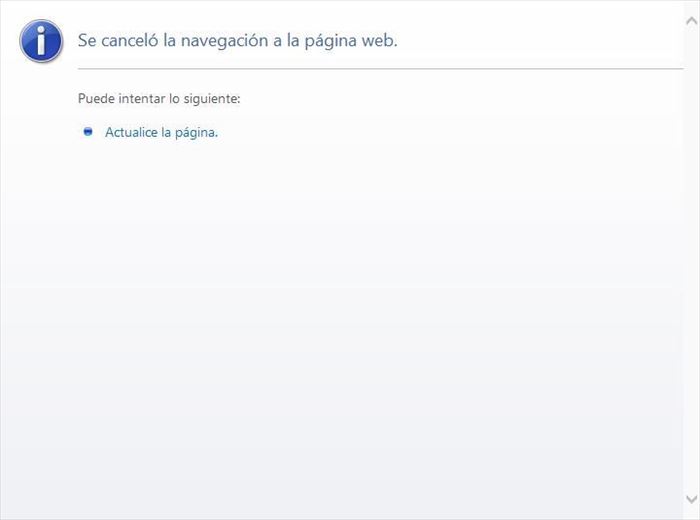 Se canceló la navegación a la página web.
Puede intentar lo siguiente:
Actualice la página.